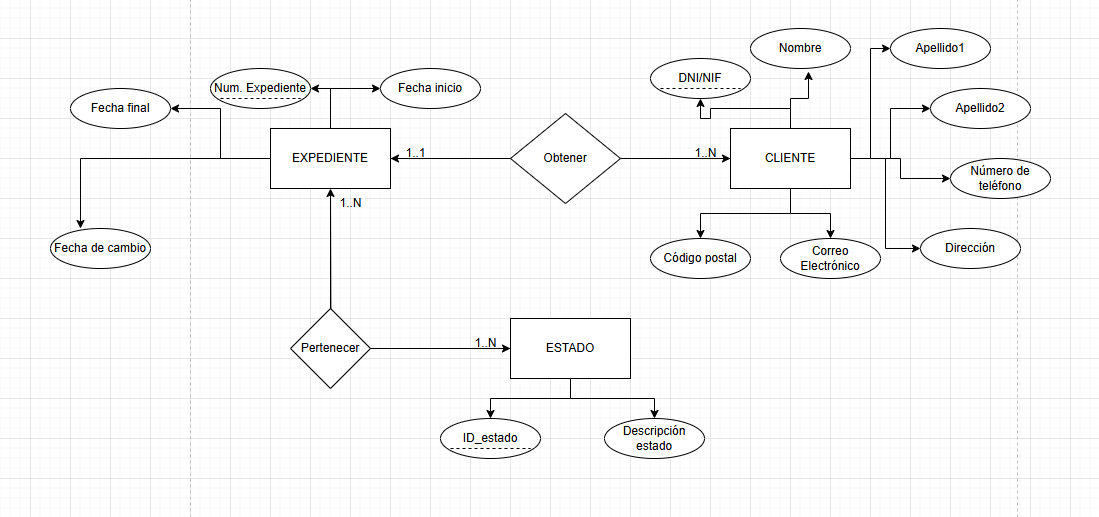 Nombre
Apellido1
DNI/NIF
Num. Expediente
Fecha inicio
Fecha final
Apellido2
EXPEDIENTE
1..1
Obtener
1..N
CLIENTE
Número de
teléfono
1..N
Fecha de cambio
Código postal
Correo
Electrónico
Dirección
Pertenecer
1..N
ESTADO
ID_estado
Descripción
estado